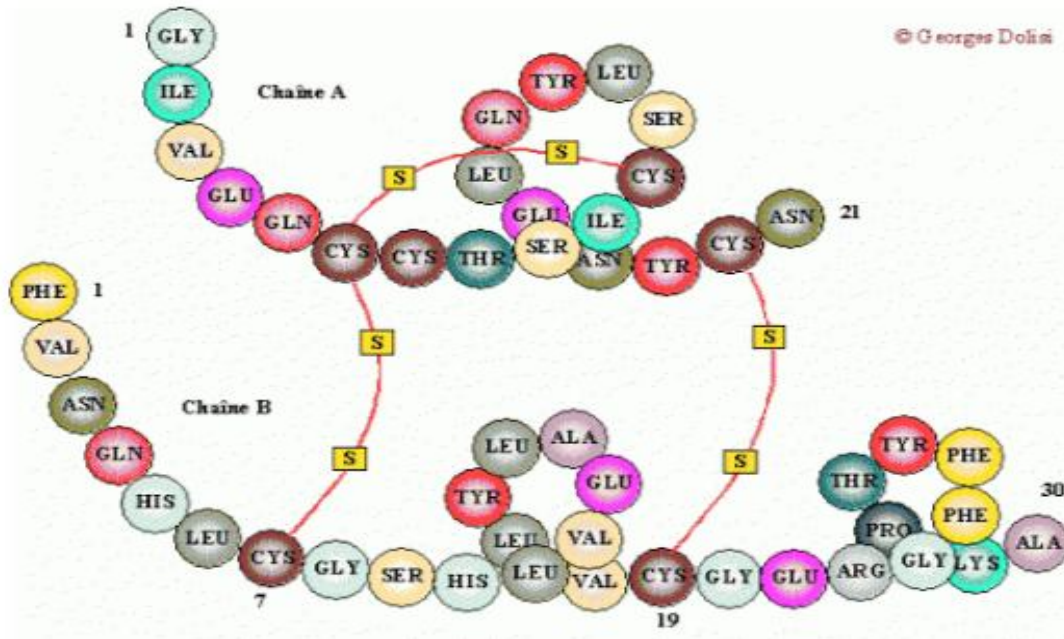 © Georges Dolisi
1
Chaîne A
GLY
ILE
VAL
GLU
GLN
CYS
CYS
THR
SER
ILE
CYS
SER
LEU
TYR
GLN
LEU
GLU
ASN
TYR
CYS
ASN
21
S
S
S
S
S
S
1
Chaîne B
PHE
VAL
ASN
GLN
HIS
LEU
CYS
7
GLY
SER
HIS
LEU
VAL
GLU
ALA
LEU
TYR
LEU
VAL
CYS
19
GLY
GLU
ARG
GLY
PHE
PHE
TYR
THR
PRO
LYS
ALA
30